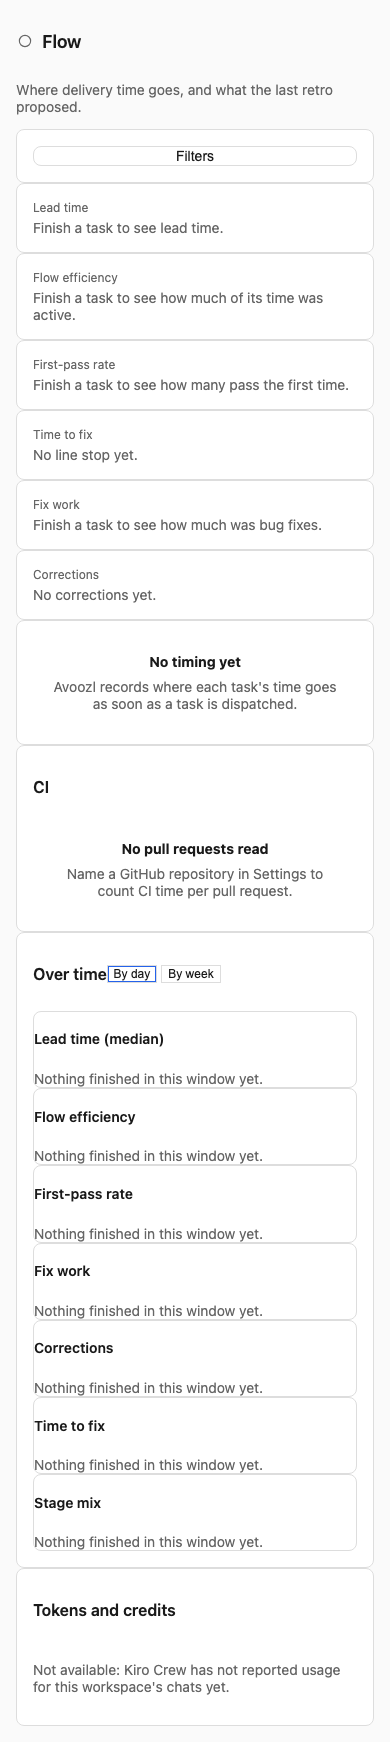 Flow
Where delivery time goes, and what the last retro
proposed.
Filters
Lead time
Finish a task to see lead time.
Flow efficiency
Finish a task to see how much of its time was
active.
First-pass rate
Finish a task to see how many pass the first time.
Time to fix
No line stop yet.
Fix work
Finish a task to see how much was bug fixes.
Corrections
No corrections yet.
No timing yet
Avoozl records where each task's time goes
as soon as a task is dispatched.
CI
No pull requests read
Name a GitHub repository in Settings to
count CI time per pull request.
Over time By day By week
Lead time (median)
Nothing finished in this window yet.
Flow efficiency
Nothing finished in this window yet.
First-pass rate
Nothing finished in this window yet.
Fix work
Nothing finished in this window yet.
Corrections
Nothing finished in this window yet.
Time to fix
Nothing finished in this window yet.
Stage mix
Nothing finished in this window yet.
Tokens and credits
Not available: Kiro Crew has not reported usage
for this workspace's chats yet.